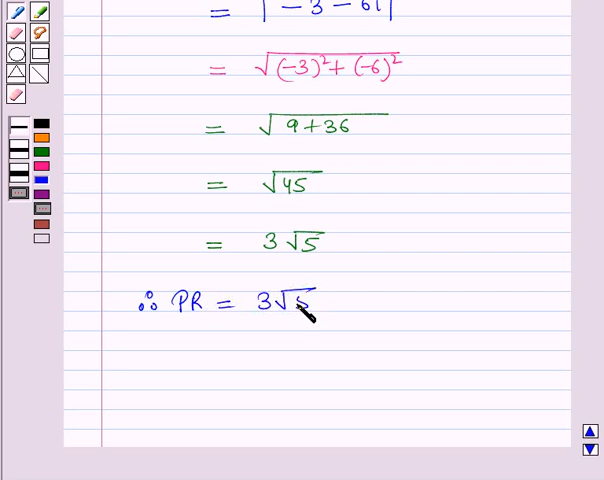 = |-3-6i|
= √(-3)²+(-6)²
= √9+36
= √45
= 3√5
∴ PR = 3√5